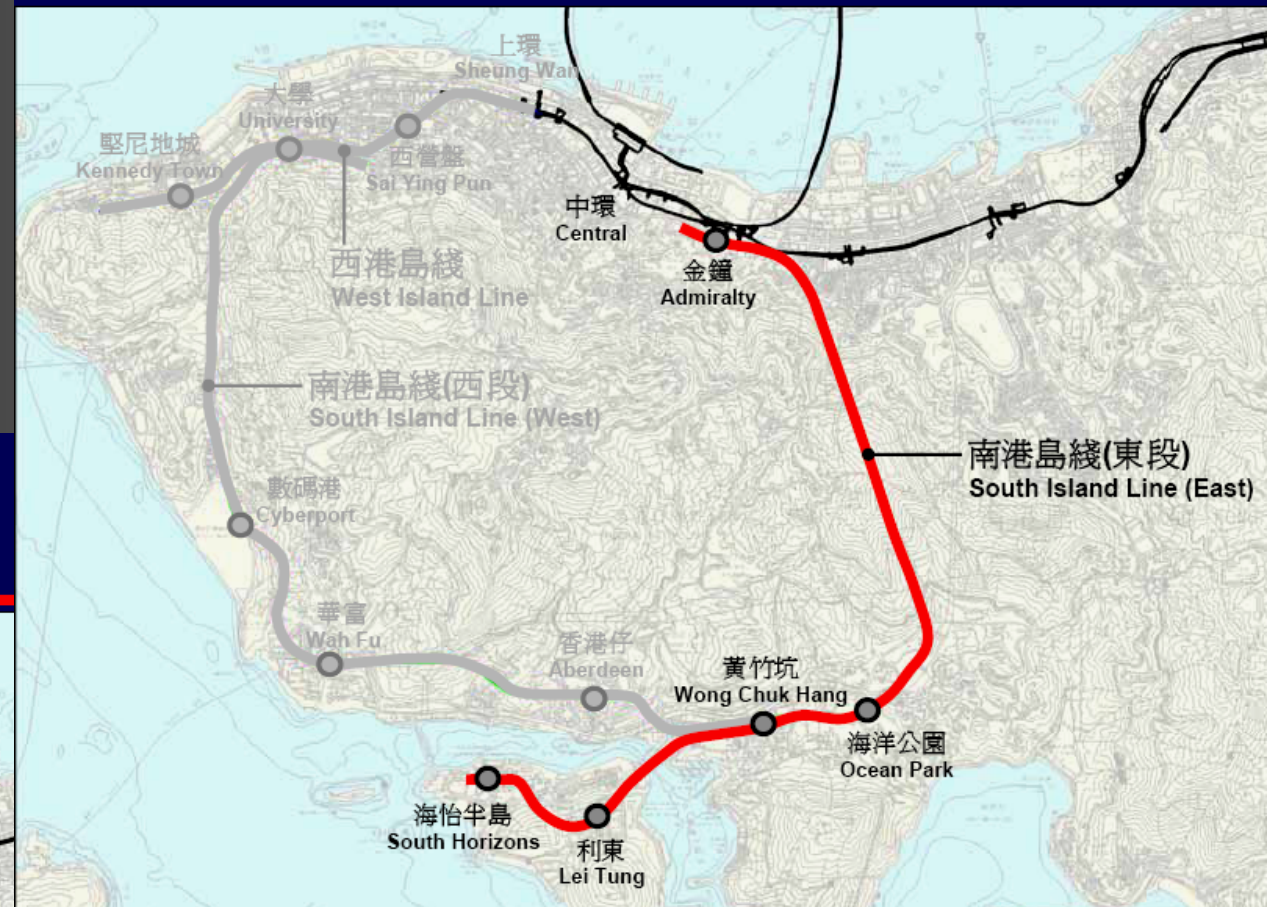 上環
Sheung Wan
大學
University
堅尼地城
Kennedy Town
西營盤
Sai Ying Pun
中環
Central
金鐘
Admiralty
西港島綫
West Island Line
南港島綫(西段)
South Island Line (West)
南港島綫(東段)
South Island Line (East)
數碼港
Cyberport
華富
Wah Fu
香港仔
Aberdeen
黃竹坑
Wong Chuk Hang
海洋公園
Ocean Park
海怡半島
South Horizons
利東
Lei Tung